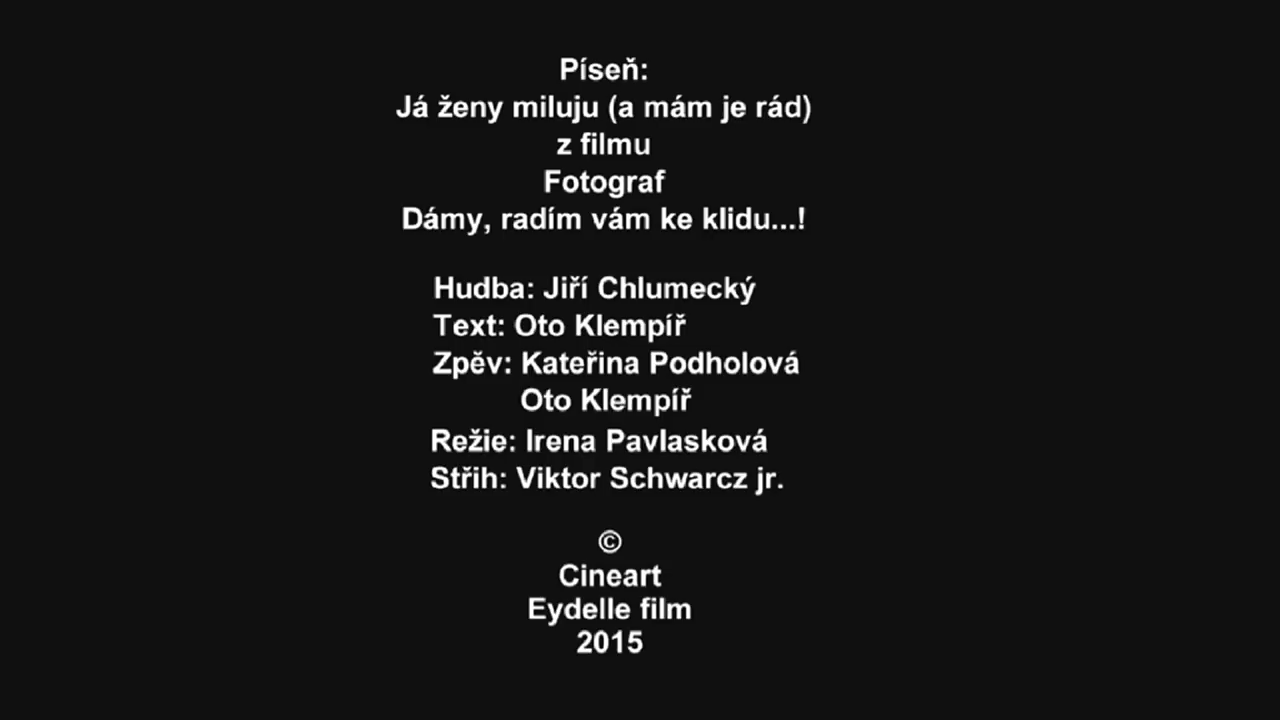 Píseň:
Já ženy miluju (a mám je rád)
z filmu
Fotograf
Dámy, radím vám ke klidu...!
Hudba: Jiří Chlumecký
Text: Oto Klempíř
Zpěv: Kateřina Podholová
Oto Klempíř
Režie: Irena Pavlasková
Střih: Viktor Schwarcz jr.
©
Cineart
Eydelle film
2015